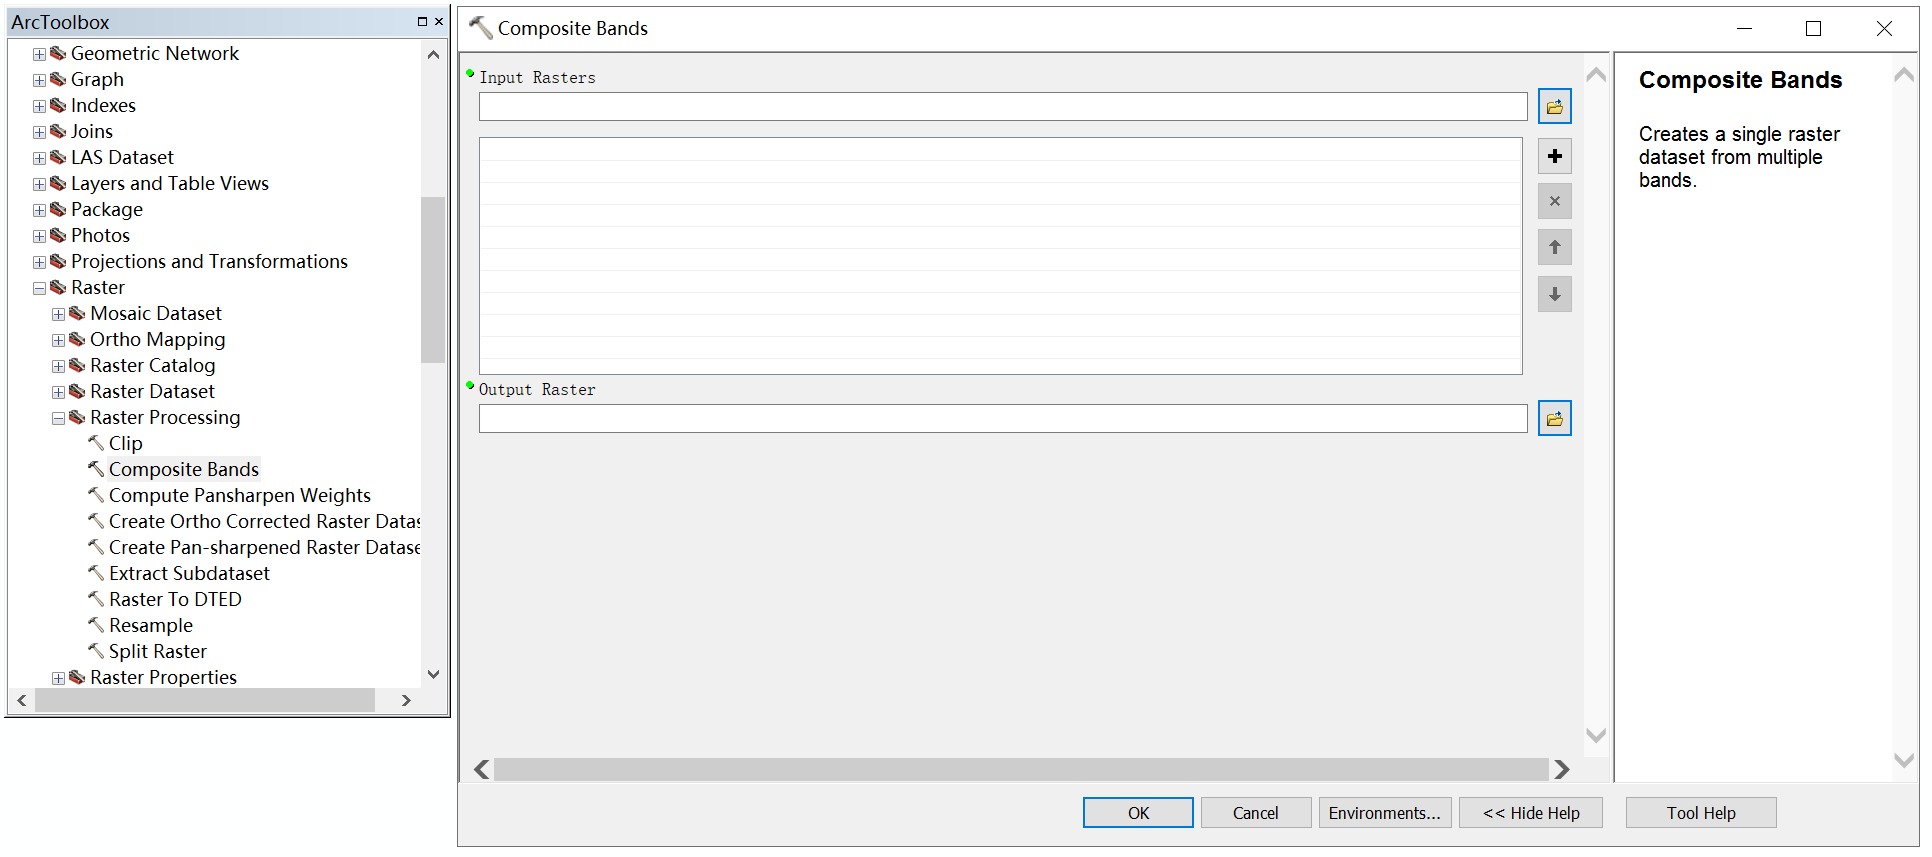 ArcToolbox
Geometric Network
Graph
Indexes
Joins
LAS Dataset
Layers and Table Views
Package
Photos
Projections and Transformations
Raster
Mosaic Dataset
Ortho Mapping
Raster Catalog
Raster Dataset
Raster Processing
Clip
Composite Bands
Compute Pansharpen Weights
Create Ortho Corrected Raster Datas
Create Pan-sharpened Raster Datase
Extract Subdataset
Raster To DTED
Resample
Split Raster
Raster Properties
Composite Bands
Input Rasters
Output Raster
OK
Cancel
Environments...
<< Hide Help
Tool Help
Composite Bands
Creates a single raster
dataset from multiple
bands.